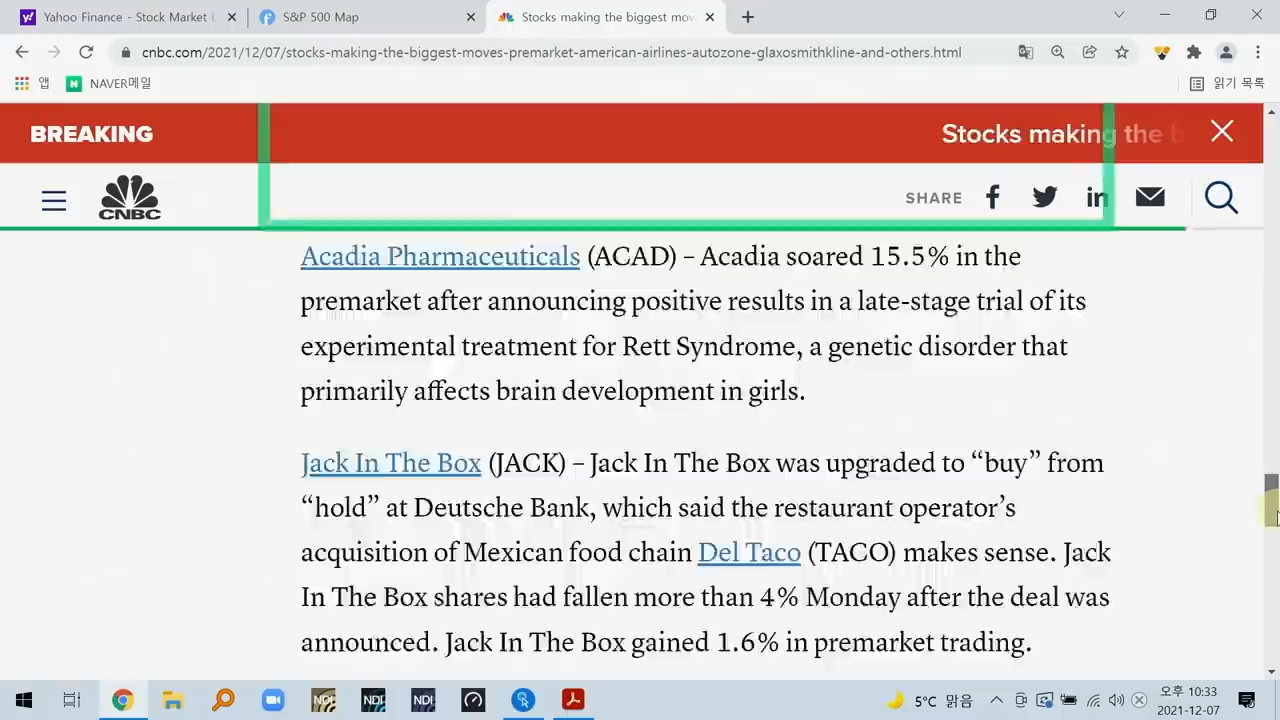 Yahoo Finance - Stock Market L
S&P 500 Map
Stocks making the biggest mov
cnbc.com/2021/12/07/stocks-making-the-biggest-moves-premarket-american-airlines-autozone-glaxosmithkline-and-others.html
앱
N NAVER메일
읽기 목록
BREAKING
Stocks making the b
CNBC
SHARE
Acadia Pharmaceuticals (ACAD) – Acadia soared 15.5% in the
premarket after announcing positive results in a late-stage trial of its
experimental treatment for Rett Syndrome, a genetic disorder that
primarily affects brain development in girls.
Jack In The Box (JACK) – Jack In The Box was upgraded to “buy” from
“hold” at Deutsche Bank, which said the restaurant operator’s
acquisition of Mexican food chain Del Taco (TACO) makes sense. Jack
In The Box shares had fallen more than 4% Monday after the deal was
announced. Jack In The Box gained 1.6% in premarket trading.
NDI NDI NDI
5°C 맑음
오후 10:33
2021-12-07